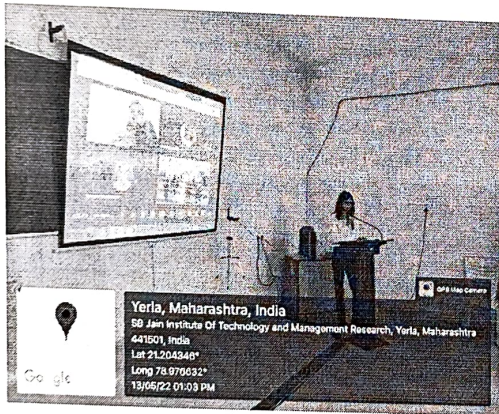 GPS Map Camera
Yerla, Maharashtra, India
SB Jain Institute Of Technology and Management Research, Yerla, Maharashtra
441501, India
Lat 21.204346°
Long 78.976632°
13/05/22 01:03 PM
Google